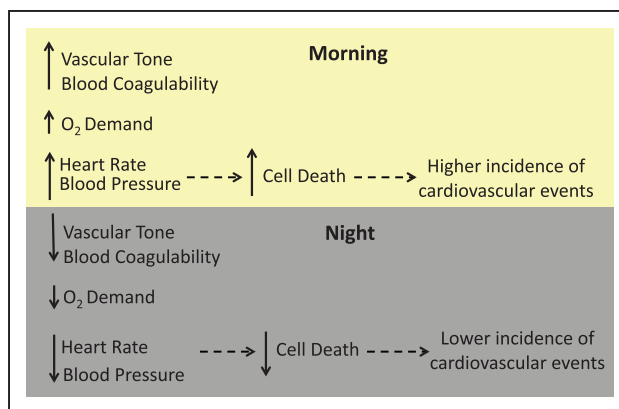 Morning
Vascular Tone
Blood Coagulability
O₂ Demand
Heart Rate
Blood Pressure
Cell Death
Higher incidence of
cardiovascular events
Night
Vascular Tone
Blood Coagulability
O₂ Demand
Heart Rate
Blood Pressure
Cell Death
Lower incidence of
cardiovascular events